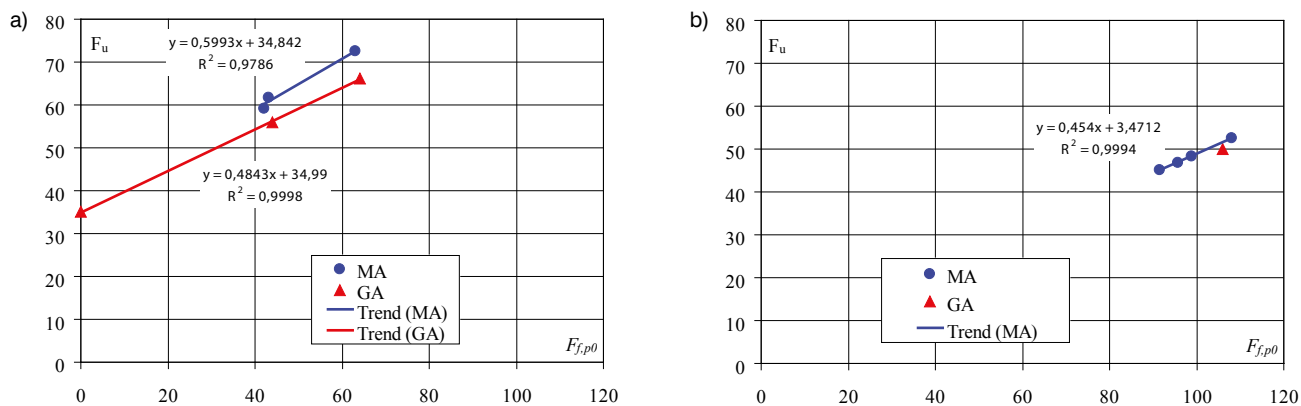 a)
80
70
60
50
40
30
20
10
0
F_u
y = 0,5993x + 34,842
R² = 0,9786
y = 0,4843x + 34,99
R² = 0,9998
MA
GA
Trend (MA)
Trend (GA)
F_f,p0
0 20 40 60 80 100 120
b)
80
70
60
50
40
30
20
10
0
F_u
y = 0,454x + 3,4712
R² = 0,9994
MA
GA
Trend (MA)
F_f,p0
0 20 40 60 80 100 120